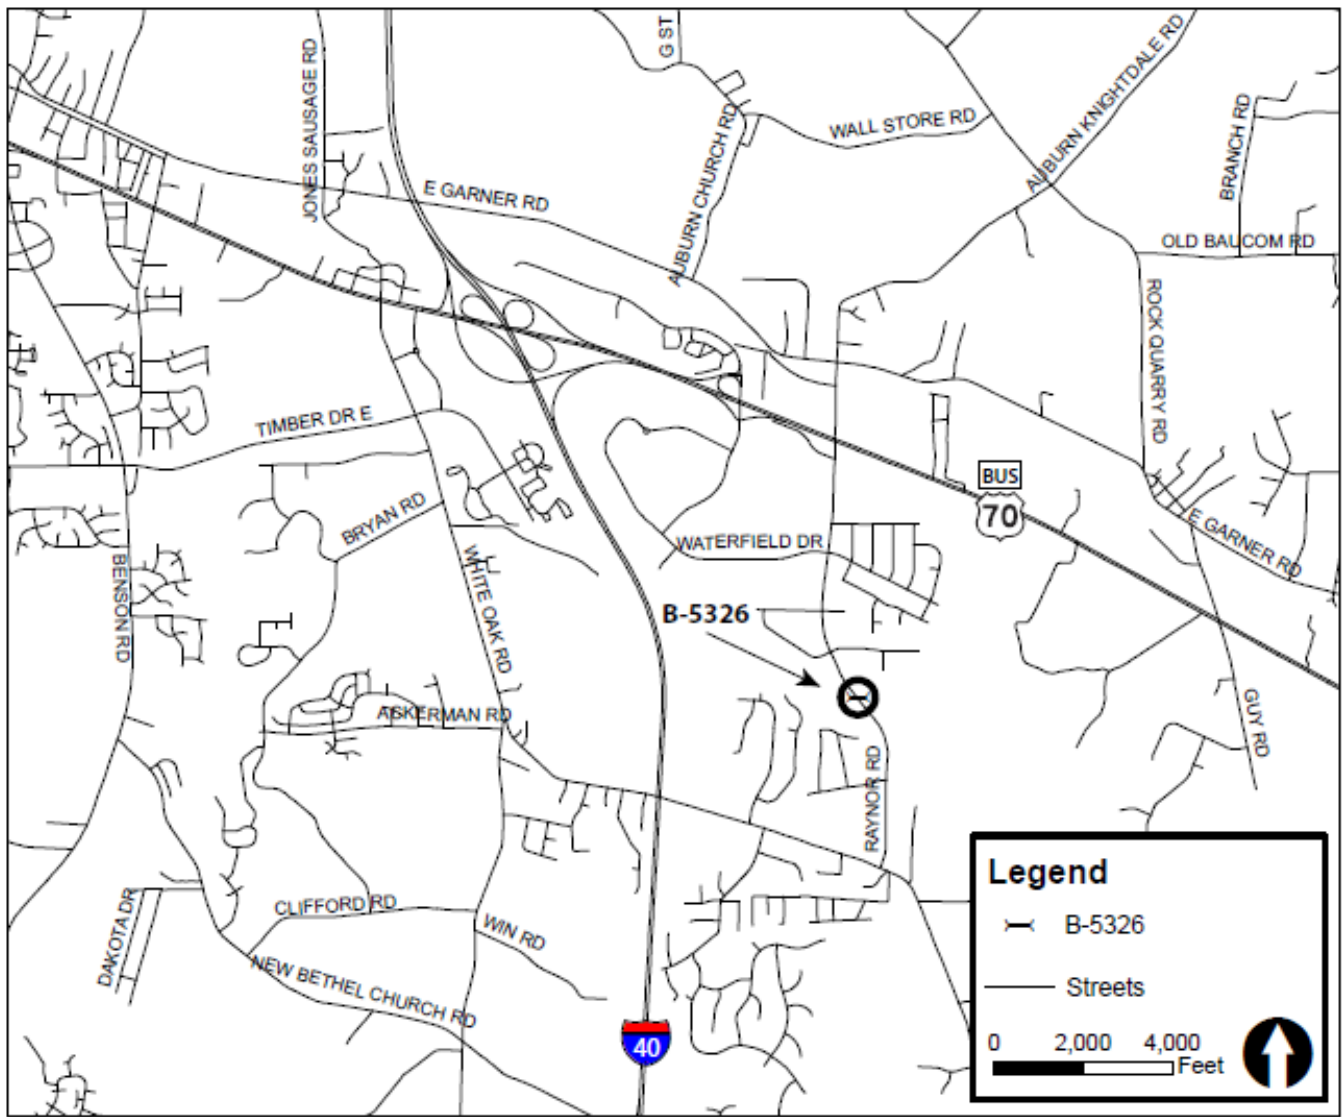 G ST
JONES SAUSAGE RD
AUBURN KNIGHTDALE RD
WALL STORE RD
BRANCH RD
AUBURN CHURCH RD
E GARNER RD
OLD BAUCOM RD
ROCK QUARRY RD
TIMBER DR E
BUS
70
BRYAN RD
E GARNER RD
WATERFIELD DR
BENSON RD
WHITE OAK RD
B-5326
GUY RD
ACKERMAN RD
RAYNOR RD
DAKOTA DR
CLIFFORD RD
WIN RD
NEW BETHEL CHURCH RD
40
Legend
B-5326
Streets
0 2,000 4,000
Feet